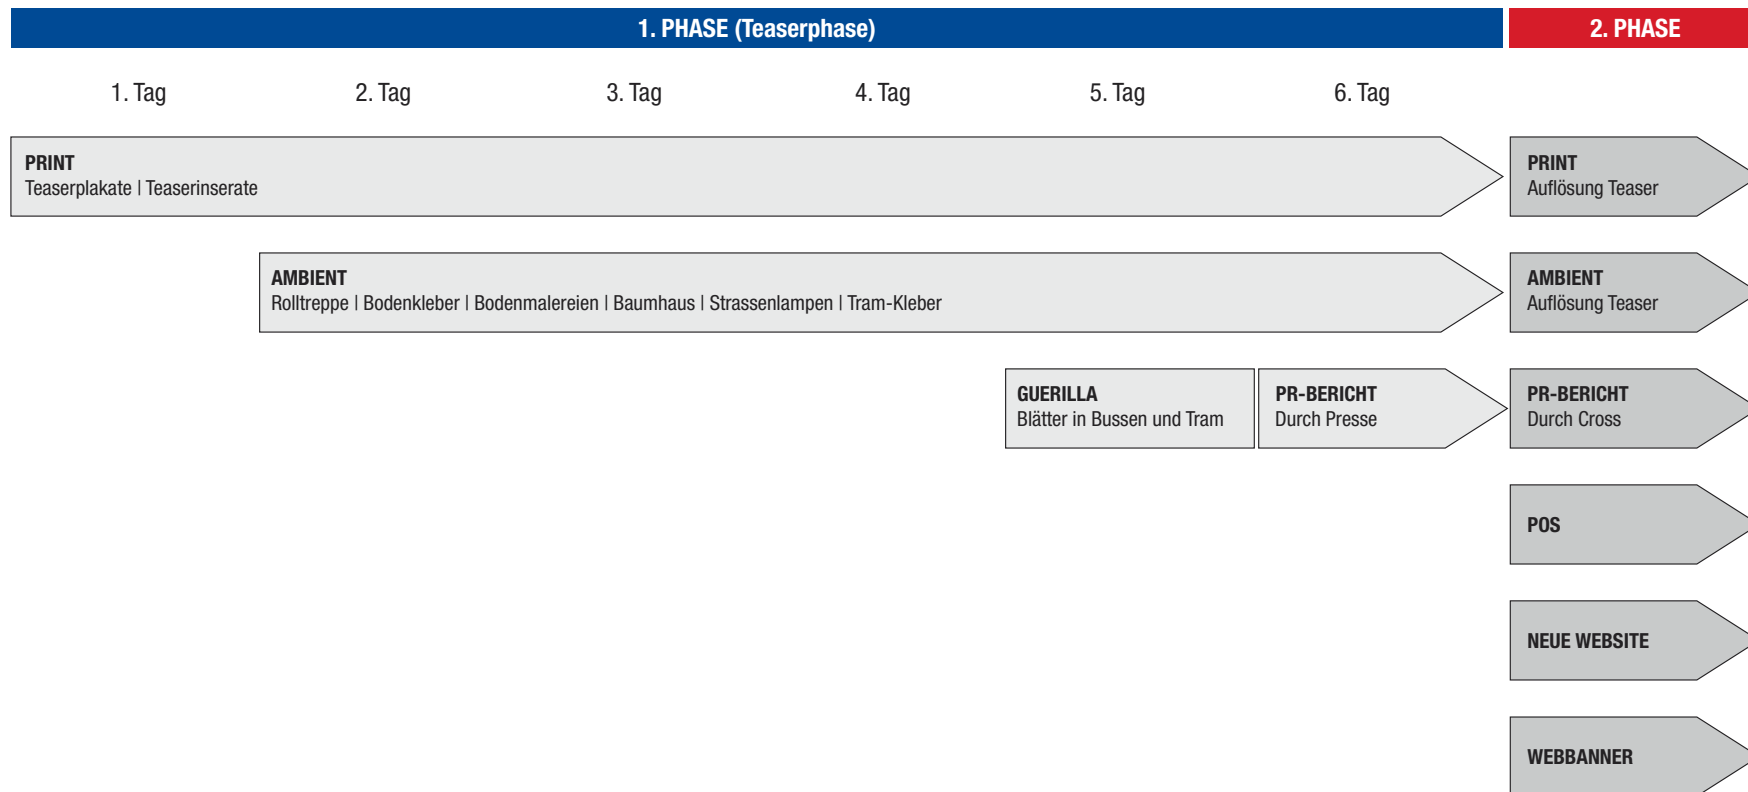 1. PHASE (Teaserphase)
2. PHASE
1. Tag
2. Tag
3. Tag
4. Tag
5. Tag
6. Tag
PRINT
Teaserplakate | Teaserinserate
PRINT
Auflösung Teaser
AMBIENT
Rolltreppe | Bodenkleber | Bodenmalereien | Baumhaus | Strassenlampen | Tram-Kleber
AMBIENT
Auflösung Teaser
GUERILLA
Blätter in Bussen und Tram
PR-BERICHT
Durch Presse
PR-BERICHT
Durch Cross
POS
NEUE WEBSITE
WEBBANNER